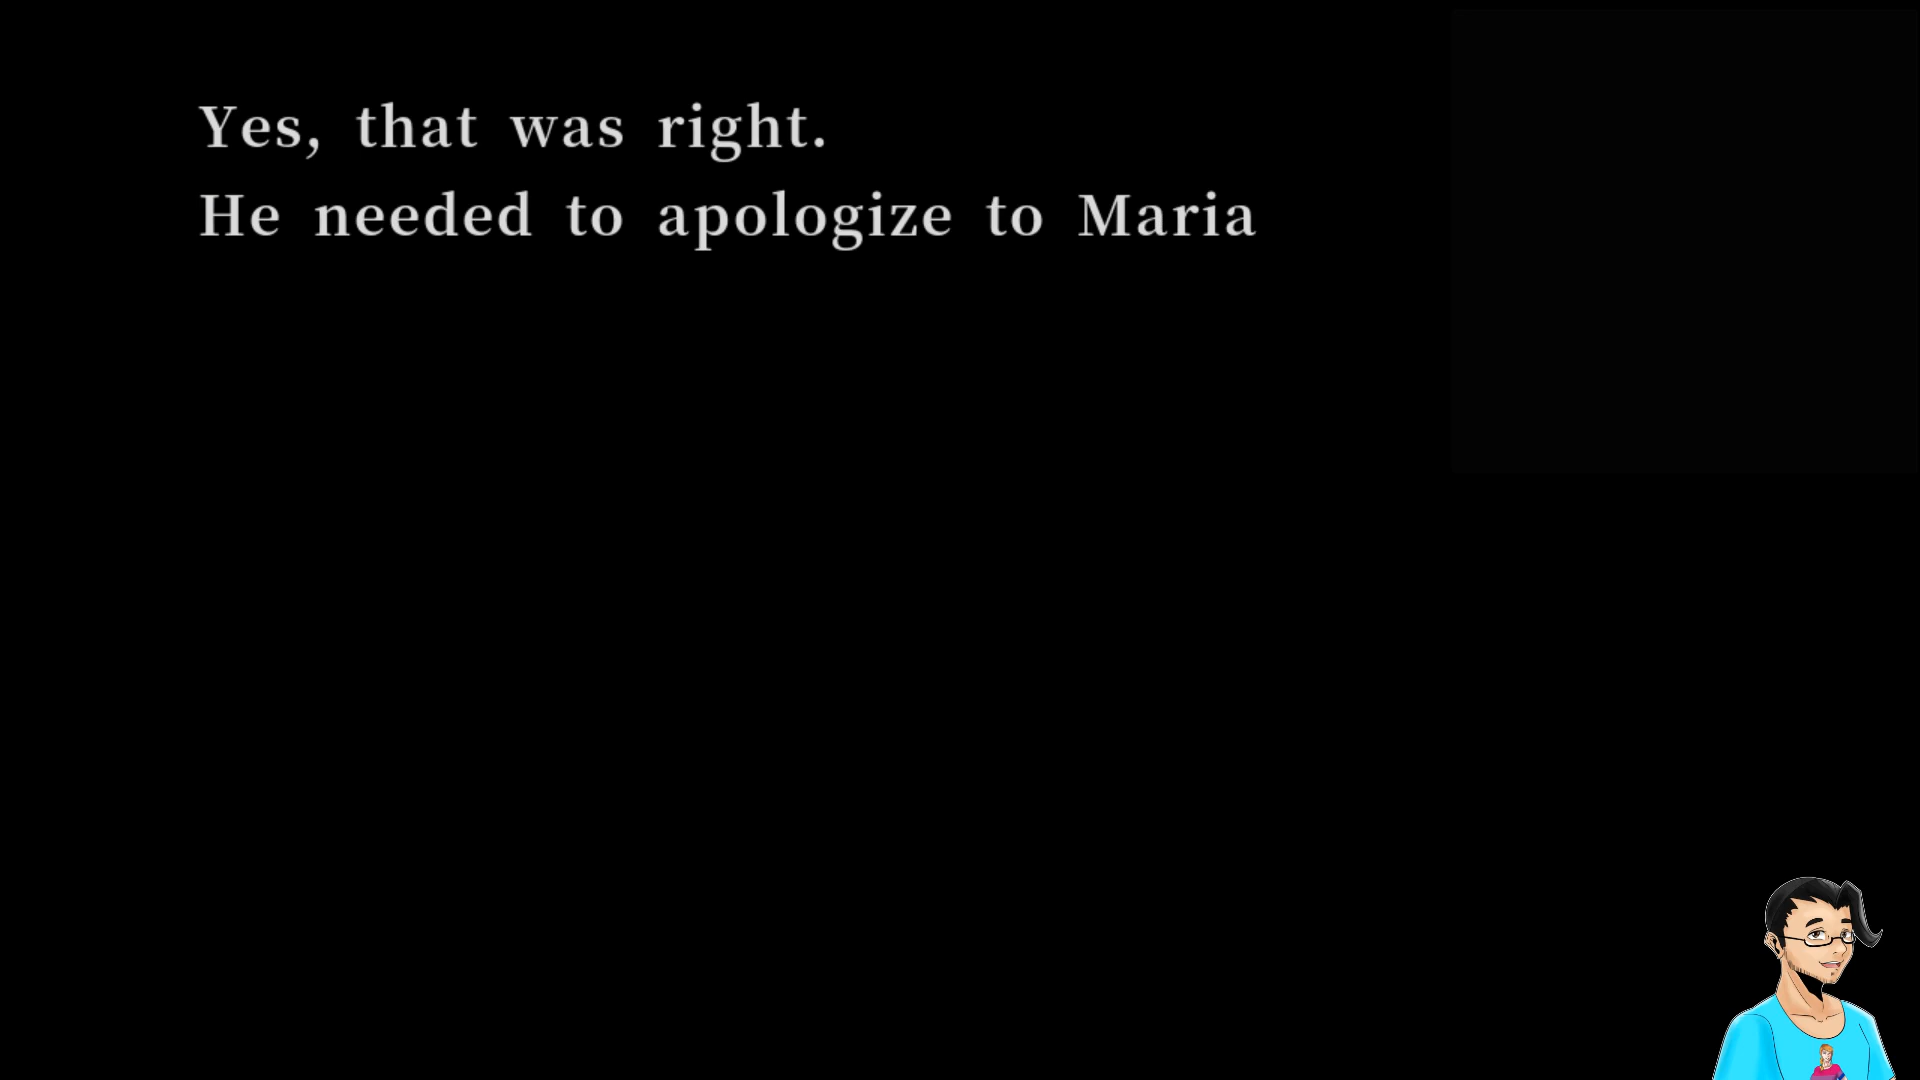 Yes, that was right.
He needed to apologize to Maria